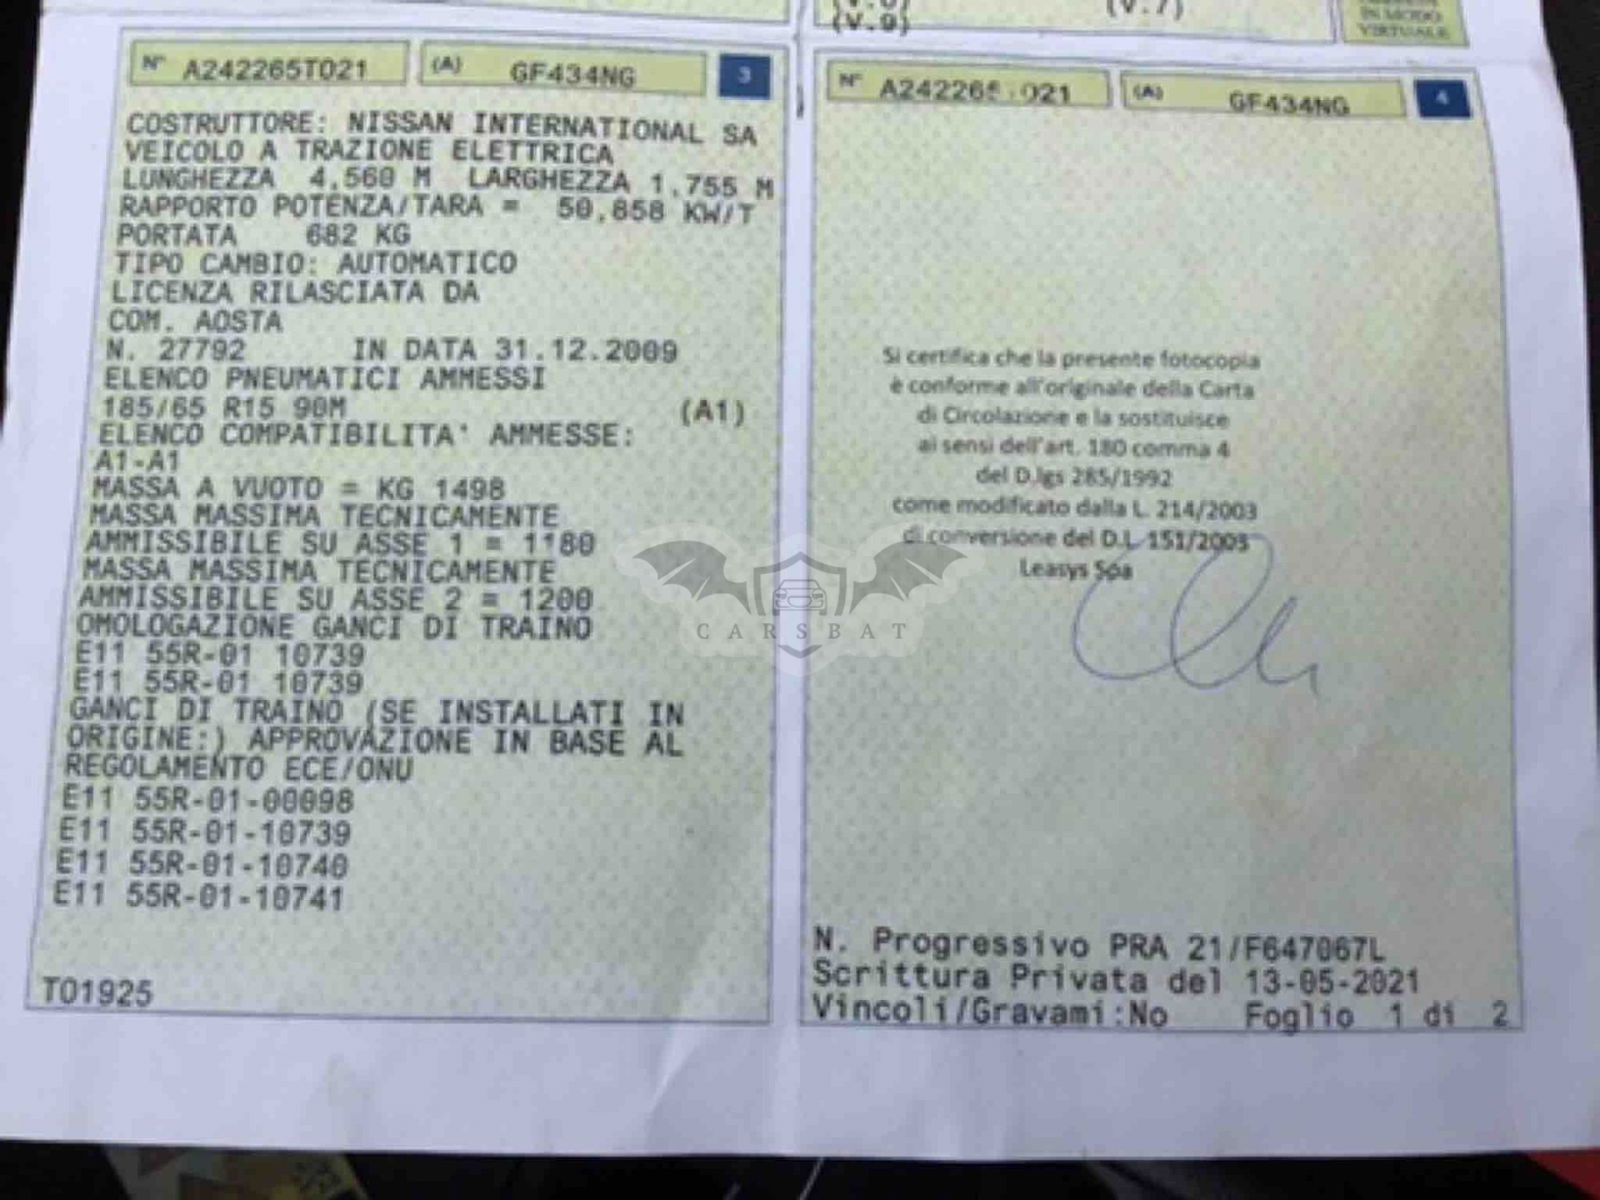 (V.9)
(V.7)
IN MODO
VIRTUALE
N° A242265T021 (A) GF434NG 3
COSTRUTTORE: NISSAN INTERNATIONAL SA
VEICOLO A TRAZIONE ELETTRICA
LUNGHEZZA 4,560 M LARGHEZZA 1,755 M
RAPPORTO POTENZA/TARA = 50,858 KW/T
PORTATA 682 KG
TIPO CAMBIO: AUTOMATICO
LICENZA RILASCIATA DA
COM. AOSTA
N. 27792 IN DATA 31.12.2009
ELENCO PNEUMATICI AMMESSI
185/65 R15 90M (A1)
ELENCO COMPATIBILITA' AMMESSE:
A1-A1
MASSA A VUOTO = KG 1498
MASSA MASSIMA TECNICAMENTE
AMMISSIBILE SU ASSE 1 = 1180
MASSA MASSIMA TECNICAMENTE
AMMISSIBILE SU ASSE 2 = 1200
OMOLOGAZIONE GANCI DI TRAINO
E11 55R-01 10739
E11 55R-01 10739
GANCI DI TRAINO (SE INSTALLATI IN
ORIGINE:) APPROVAZIONE IN BASE AL
REGOLAMENTO ECE/ONU
E11 55R-01-00098
E11 55R-01-10739
E11 55R-01-10740
E11 55R-01-10741
T01925
N° (A) GF434NG 4
Si certifica che la presente fotocopia
è conforme all'originale della Carta
di Circolazione e la sostituisce
ai sensi dell'art. 180 comma 4
del D.lgs 285/1992
come modificato dalla L. 214/2003
di conversione del D.L. 151/2003
Leasys Spa
CARSBAT
N. Progressivo PRA 21/F647067L
Scrittura Privata del 13-05-2021
Vincoli/Gravami:No Foglio 1 di 2